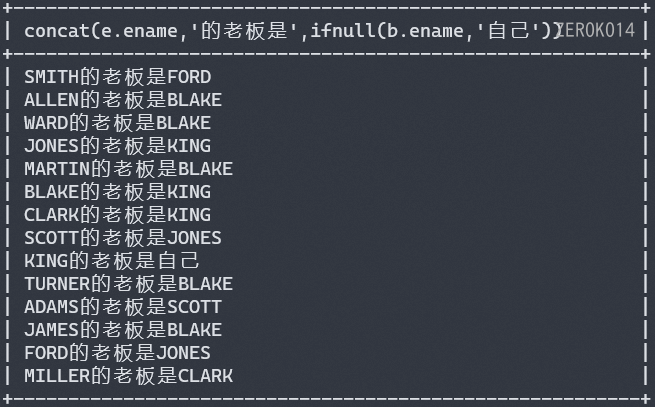 +----------------------------------------------------------+
| concat(e.ename,'的老板是',ifnull(b.ename,'自己')) ZEROK014 |
+----------------------------------------------------------+
| SMITH的老板是FORD |
| ALLEN的老板是BLAKE |
| WARD的老板是BLAKE |
| JONES的老板是KING |
| MARTIN的老板是BLAKE |
| BLAKE的老板是KING |
| CLARK的老板是KING |
| SCOTT的老板是JONES |
| KING的老板是自己 |
| TURNER的老板是BLAKE |
| ADAMS的老板是SCOTT |
| JAMES的老板是BLAKE |
| FORD的老板是JONES |
| MILLER的老板是CLARK |
+----------------------------------------------------------+